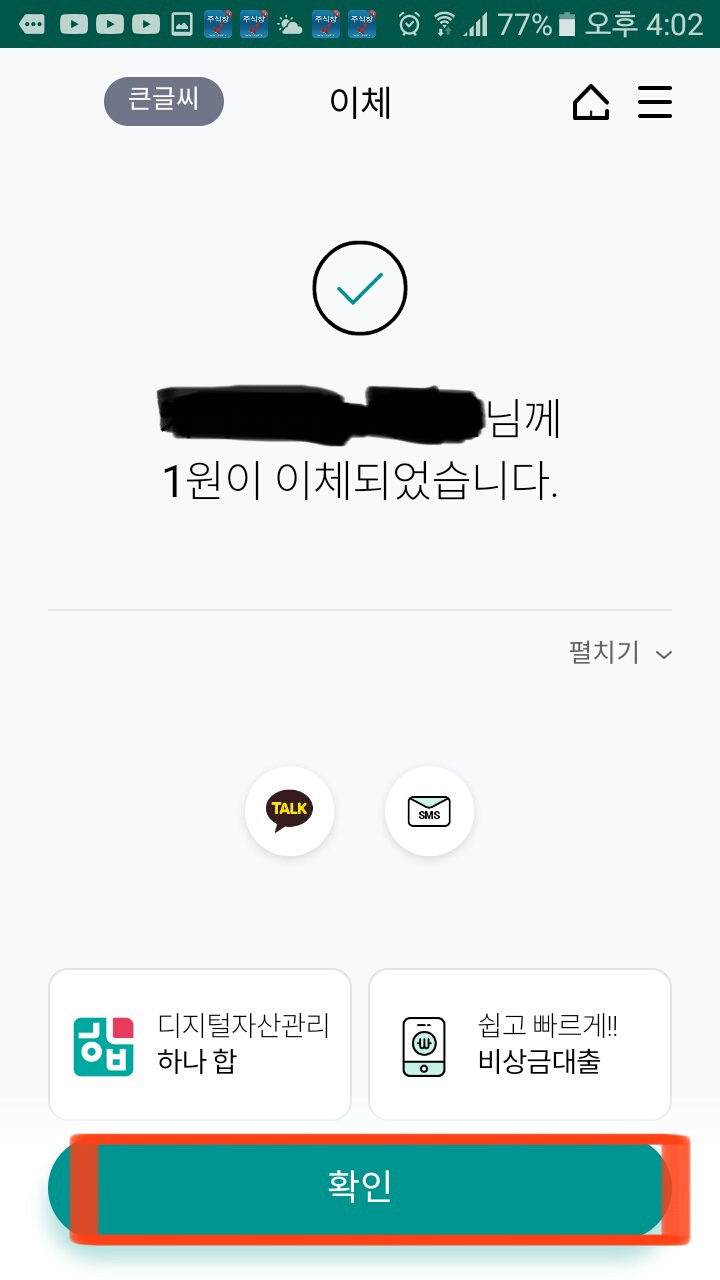 77% 오후 4:02
큰글씨 이체
님께
1원이 이체되었습니다.
펼치기
TALK
SMS
디지털자산관리
하나 합
쉽고 빠르게!!
비상금대출
확인